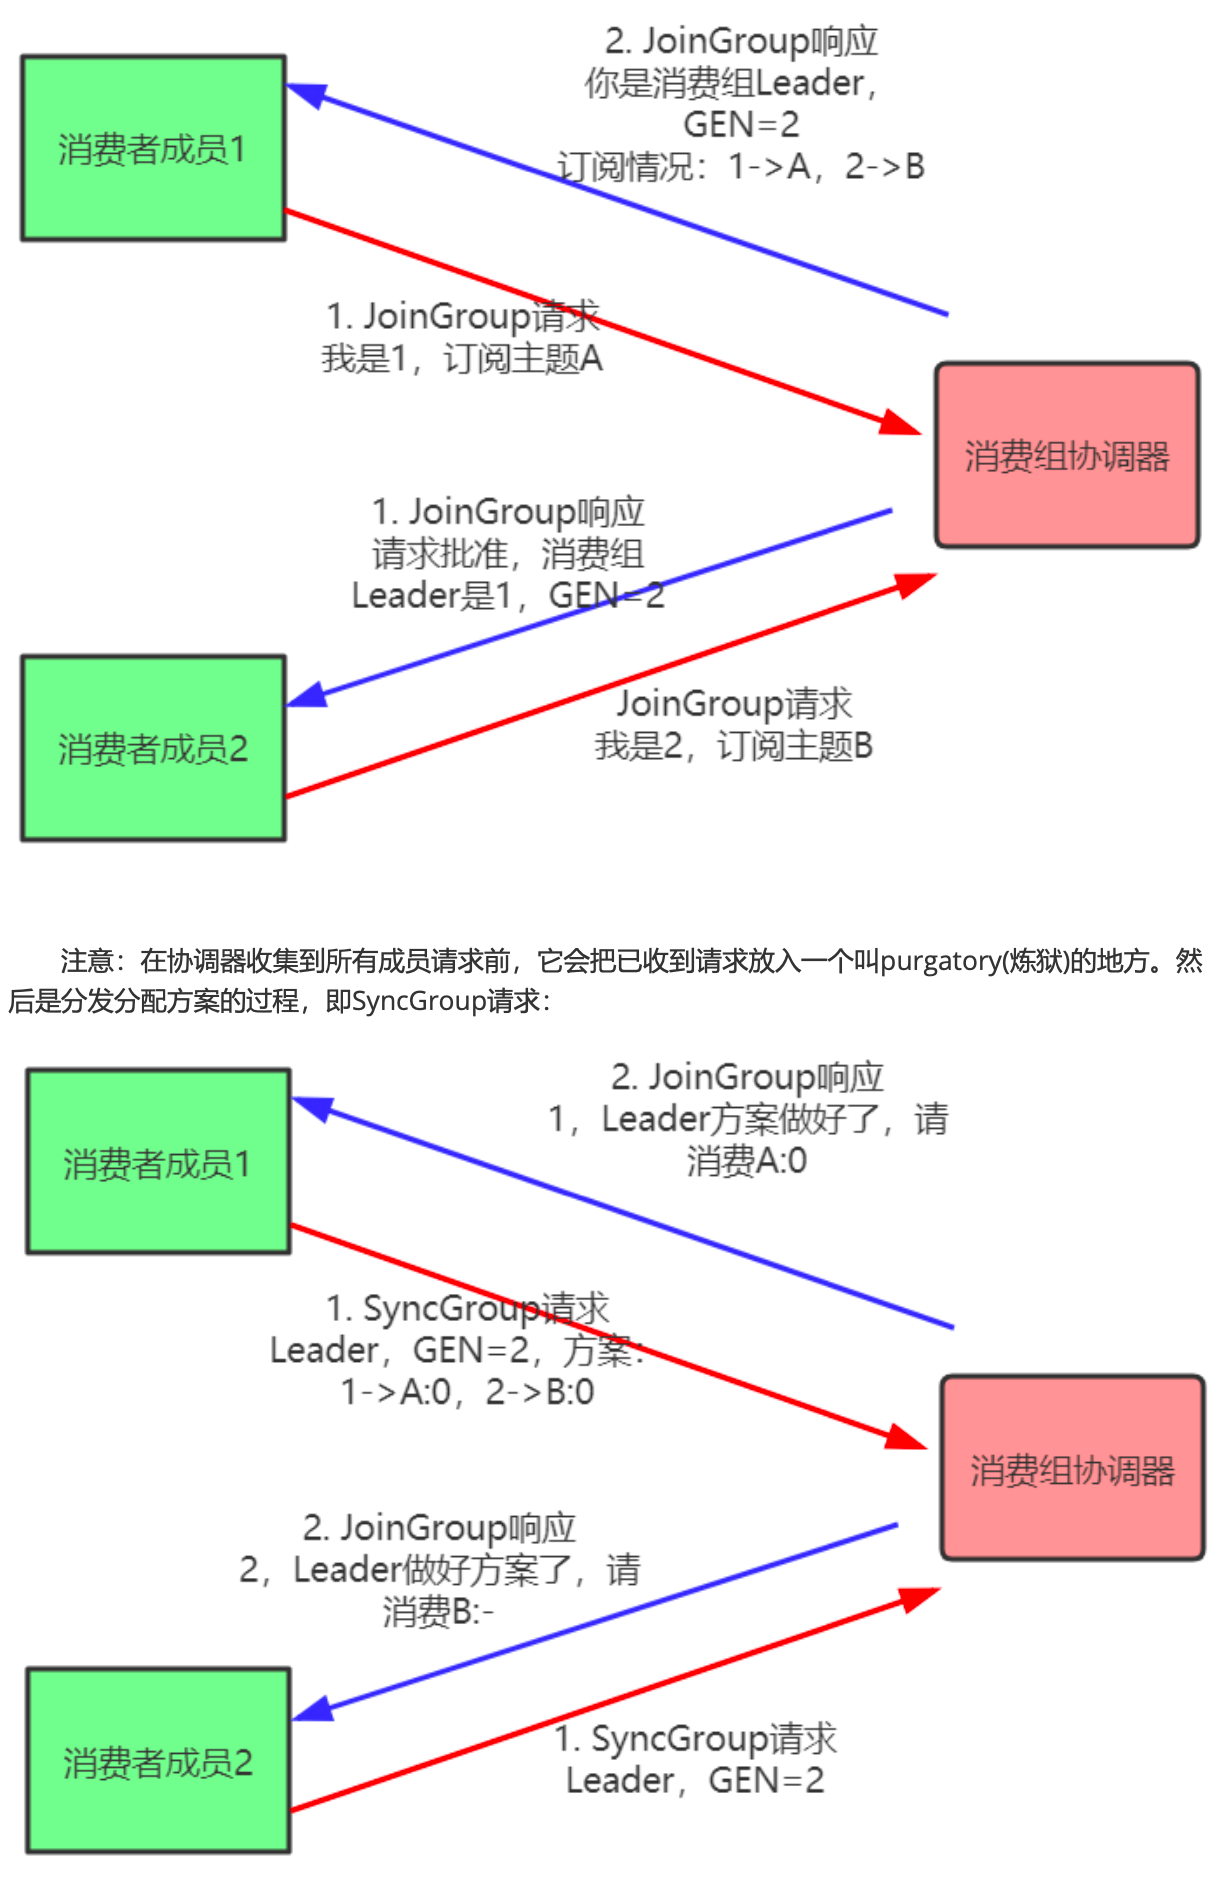 2. JoinGroup响应
你是消费组Leader，
GEN=2
订阅情况：1->A，2->B
消费者成员1
1. JoinGroup请求
我是1，订阅主题A
消费组协调器
1. JoinGroup响应
请求批准，消费组
Leader是1，GEN=2
JoinGroup请求
我是2，订阅主题B
消费者成员2
注意：在协调器收集到所有成员请求前，它会把已收到请求放入一个叫purgatory(炼狱)的地方。然
后是分发分配方案的过程，即SyncGroup请求：
2. JoinGroup响应
1，Leader方案做好了，请
消费A:0
消费者成员1
1. SyncGroup请求
Leader，GEN=2，方案：
1->A:0，2->B:0
消费组协调器
2. JoinGroup响应
2，Leader做好方案了，请
消费B:-
消费者成员2
1. SyncGroup请求
Leader，GEN=2